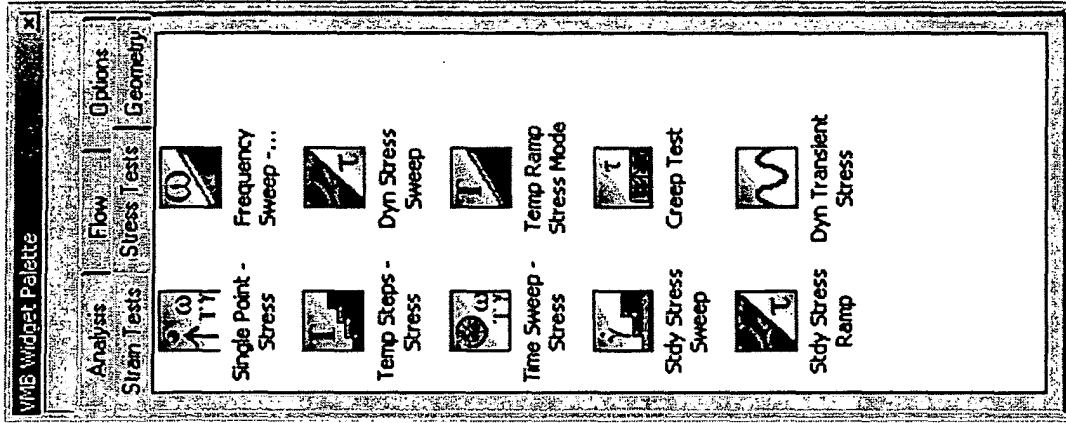 VMB Widget Palette
Analysis Flow Options
Strain Tests Stress Tests Geometry
Single Point -
Stress
Frequency
Sweep -...
Temp Steps -
Stress
Dyn Stress
Sweep
Time Sweep -
Stress
Temp Ramp
Stress Mode
Stdy Stress
Sweep
Creep Test
Stdy Stress
Ramp
Dyn Transient
Stress